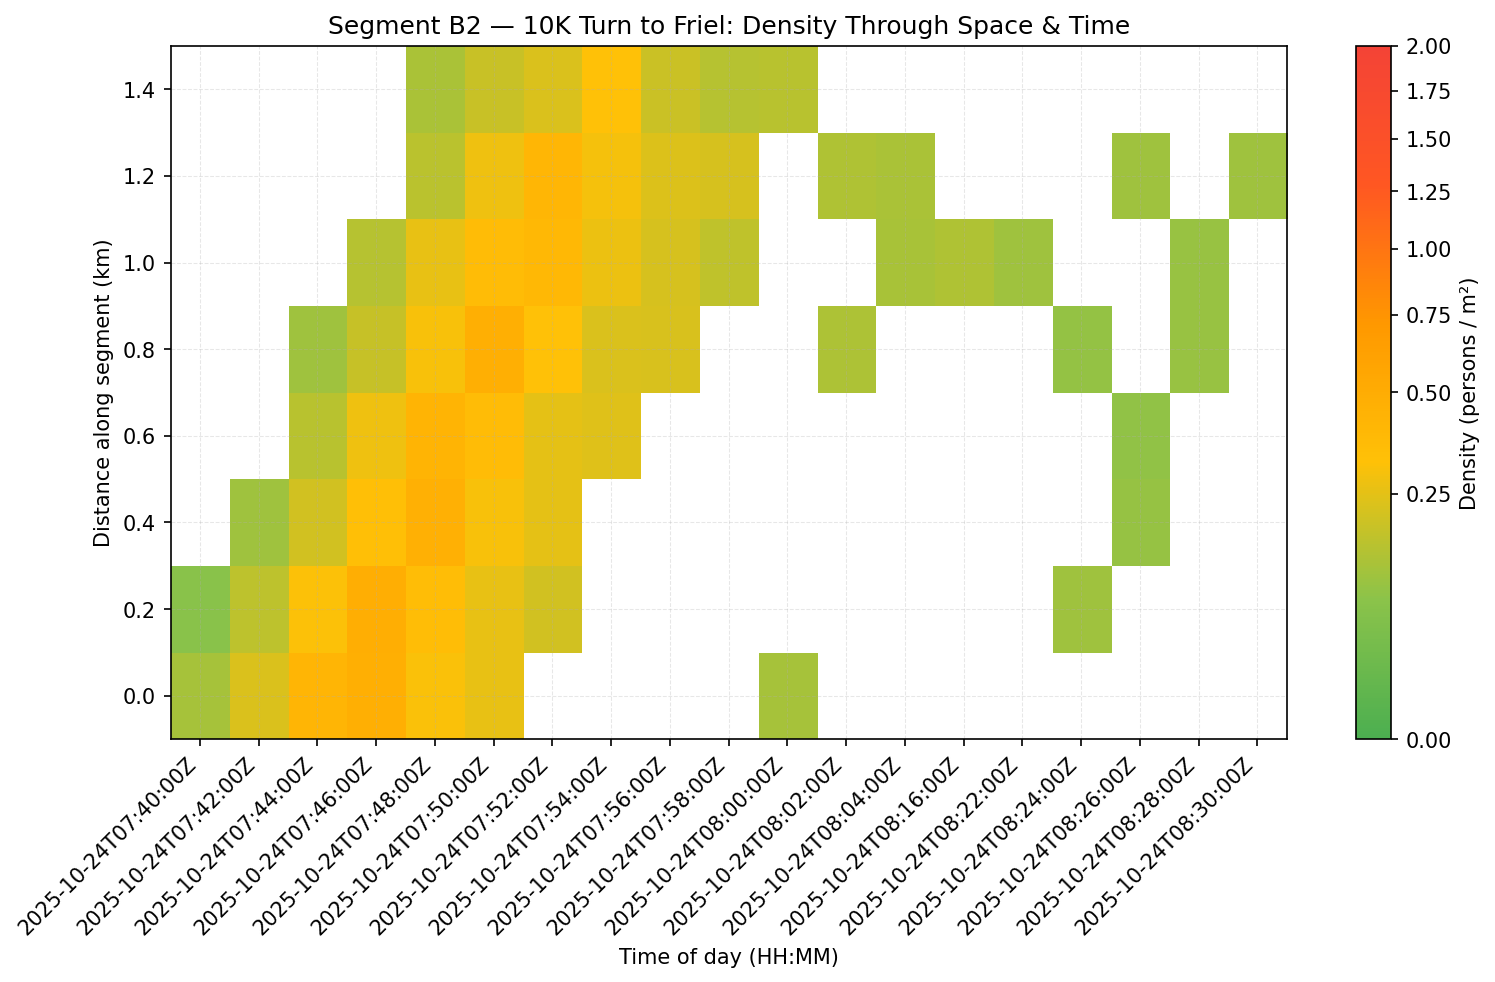 Segment B2 — 10K Turn to Friel: Density Through Space & Time
Distance along segment (km)
1.4
1.2
1.0
0.8
0.6
0.4
0.2
0.0
2025-10-24T07:40:00Z
2025-10-24T07:42:00Z
2025-10-24T07:44:00Z
2025-10-24T07:46:00Z
2025-10-24T07:48:00Z
2025-10-24T07:50:00Z
2025-10-24T07:52:00Z
2025-10-24T07:54:00Z
2025-10-24T07:56:00Z
2025-10-24T07:58:00Z
2025-10-24T08:00:00Z
2025-10-24T08:02:00Z
2025-10-24T08:04:00Z
2025-10-24T08:16:00Z
2025-10-24T08:22:00Z
2025-10-24T08:24:00Z
2025-10-24T08:26:00Z
2025-10-24T08:28:00Z
2025-10-24T08:30:00Z
Time of day (HH:MM)
2.00
1.75
1.50
1.25
1.00
0.75
0.50
0.25
0.00
Density (persons / m²)